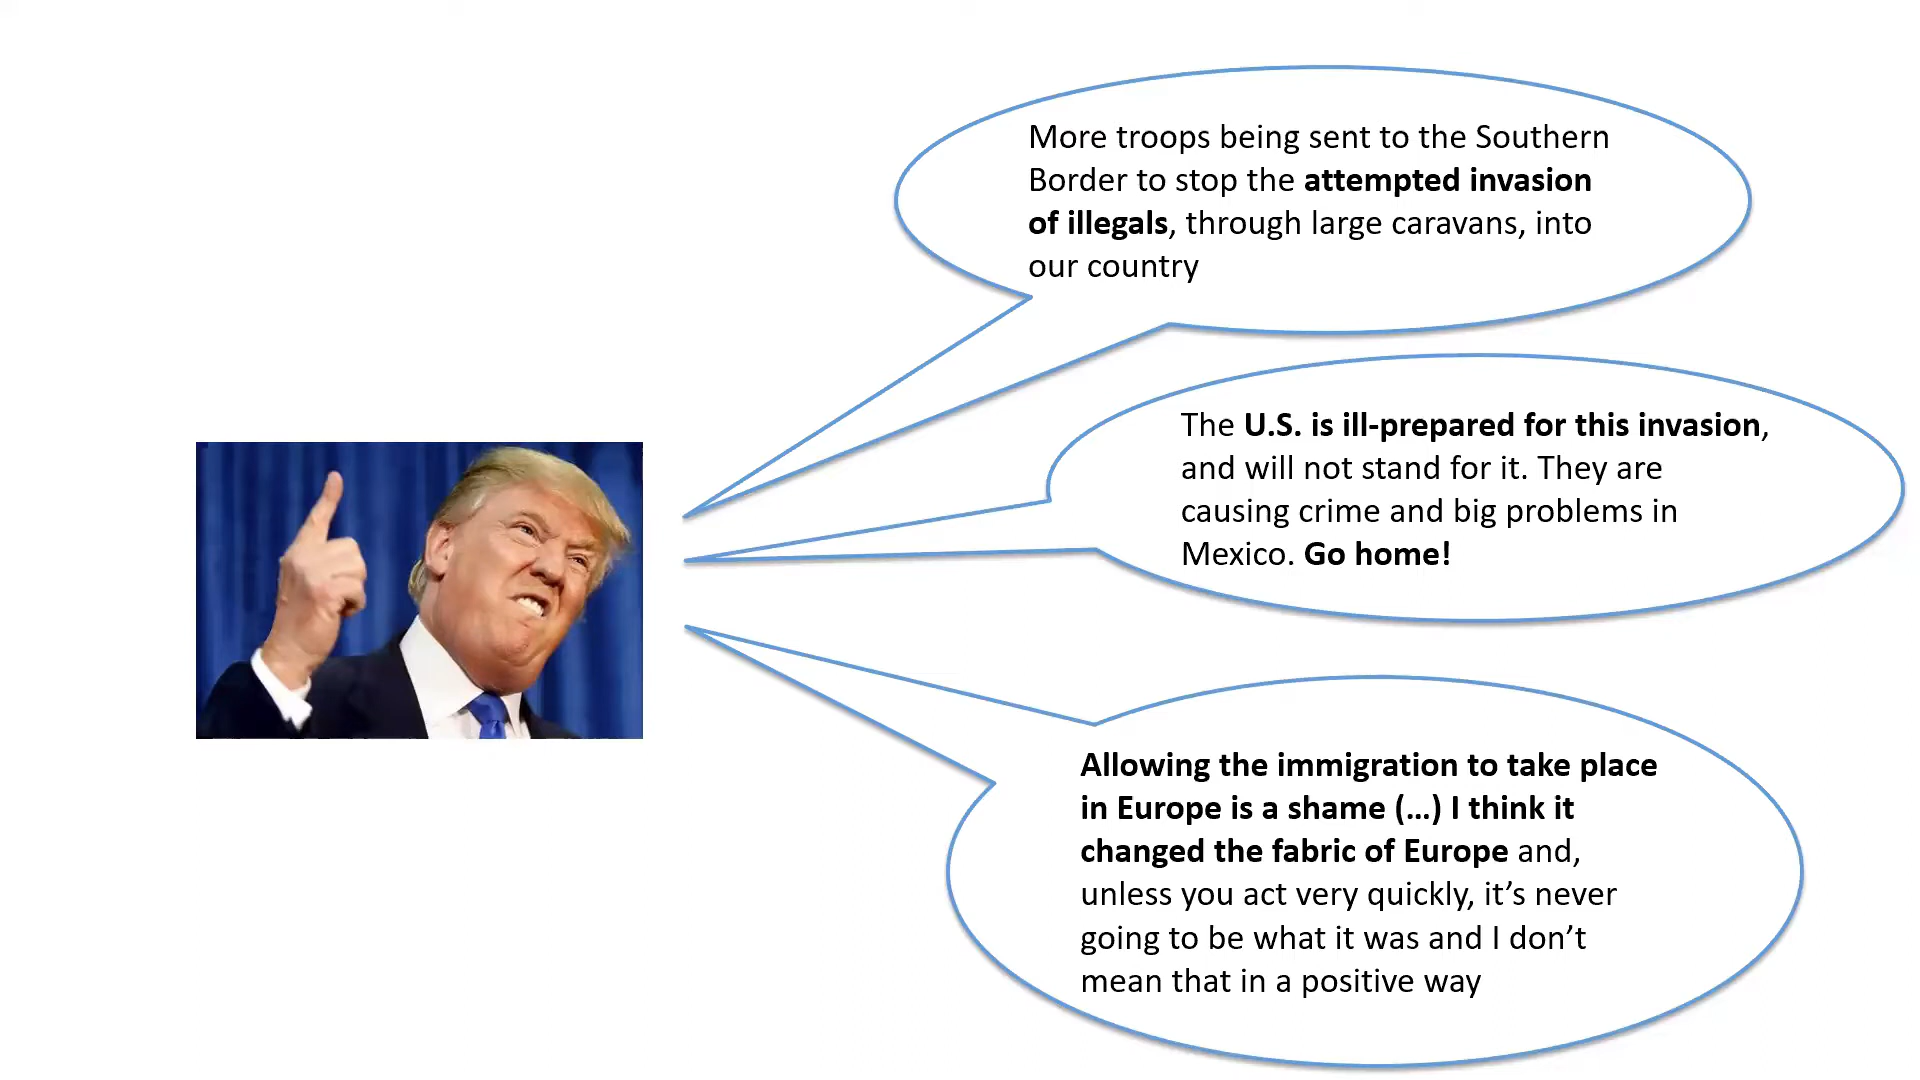 More troops being sent to the Southern
Border to stop the attempted invasion
of illegals, through large caravans, into
our country
The U.S. is ill-prepared for this invasion,
and will not stand for it. They are
causing crime and big problems in
Mexico. Go home!
Allowing the immigration to take place
in Europe is a shame (…) I think it
changed the fabric of Europe and,
unless you act very quickly, it’s never
going to be what it was and I don’t
mean that in a positive way